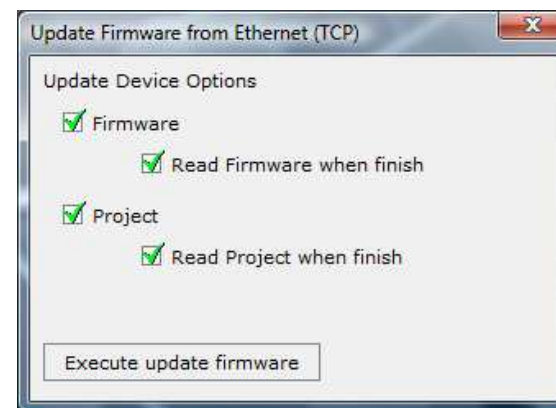 Update Firmware from Ethernet (TCP)
Update Device Options
Firmware
Read Firmware when finish
Project
Read Project when finish
Execute update firmware